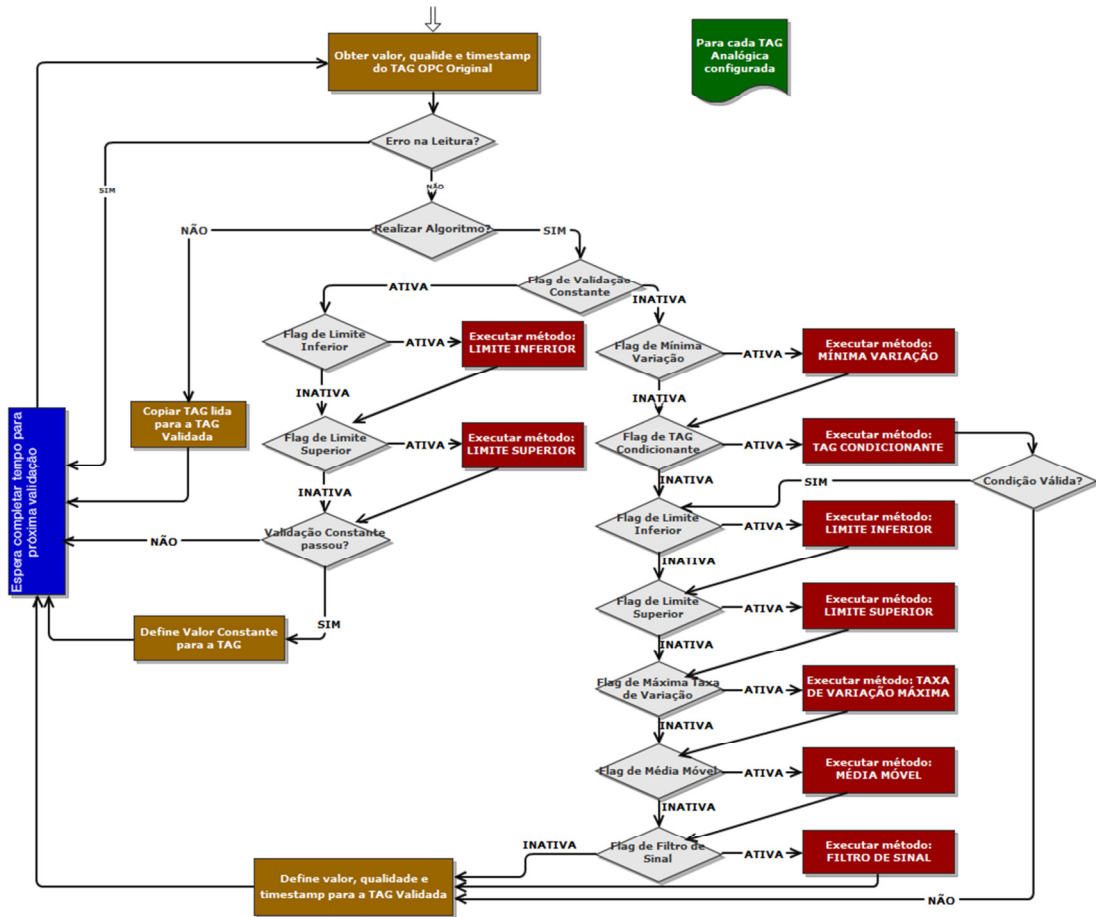 Obter valor, qualide e timestamp
do TAG OPC Original
Para cada TAG
Analógica
configurada
Erro na Leitura?
SIM
NÃO
Realizar Algoritmo?
NÃO
SIM
Flag de Validação
Constante
ATIVA
INATIVA
Flag de Limite
Inferior
ATIVA
Executar método:
LIMITE INFERIOR
Flag de Mínima
Variação
ATIVA
Executar método:
MÍNIMA VARIAÇÃO
INATIVA
INATIVA
Copiar TAG lida
para a TAG
Validada
Flag de Limite
Superior
ATIVA
Executar método:
LIMITE SUPERIOR
Flag de TAG
Condicionante
ATIVA
Executar método:
TAG CONDICIONANTE
Condição Válida?
SIM
INATIVA
INATIVA
Espera completar tempo para
próxima validação
Validação Constante
passou?
NÃO
SIM
Define Valor Constante
para a TAG
Flag de Limite
Inferior
ATIVA
Executar método:
LIMITE INFERIOR
INATIVA
Flag de Limite
Superior
ATIVA
Executar método:
LIMITE SUPERIOR
INATIVA
Flag de Máxima Taxa
de Variação
ATIVA
Executar método: TAXA
DE VARIAÇÃO MÁXIMA
INATIVA
Flag de Média Móvel
ATIVA
Executar método:
MÉDIA MÓVEL
INATIVA
Flag de Filtro de
Sinal
ATIVA
Executar método:
FILTRO DE SINAL
INATIVA
Define valor, qualidade e
timestamp para a TAG Validada
NÃO